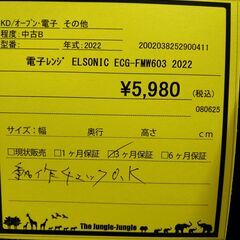 KD/オープン・電子 その他
程度:中古B
番号: 年式:2022 2002038252900411
電子レンジ ELSONIC ECG-FMW603 2022
¥5,980 (税込)
080625
サイズ:幅 奥行 高さ cm
□現状販売 □1ヶ月保証 ☑3ヶ月保証 □6ヶ月保証
動作チェックO.K
The Jungle-Jungle